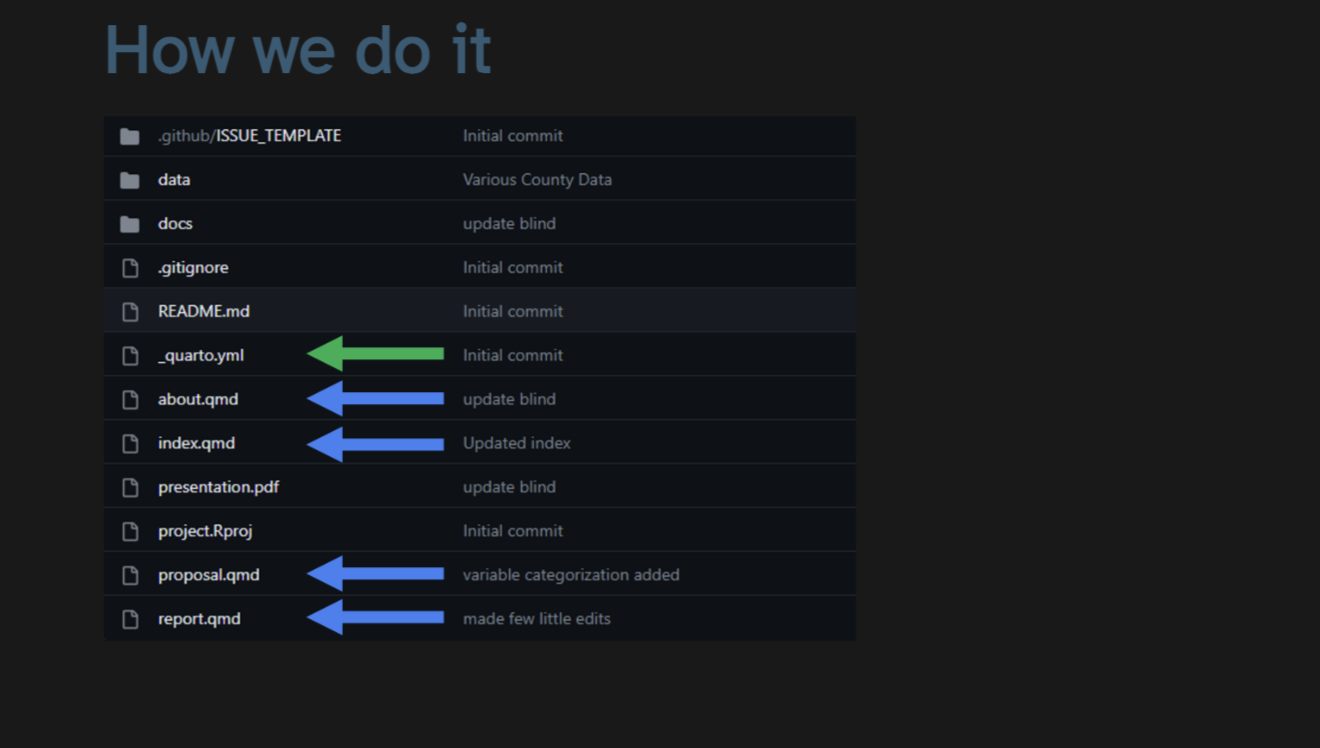 How we do it
.github/ISSUE_TEMPLATE Initial commit
data Various County Data
docs update blind
.gitignore Initial commit
README.md Initial commit
_quarto.yml Initial commit
about.qmd update blind
index.qmd Updated index
presentation.pdf update blind
project.Rproj Initial commit
proposal.qmd variable categorization added
report.qmd made few little edits